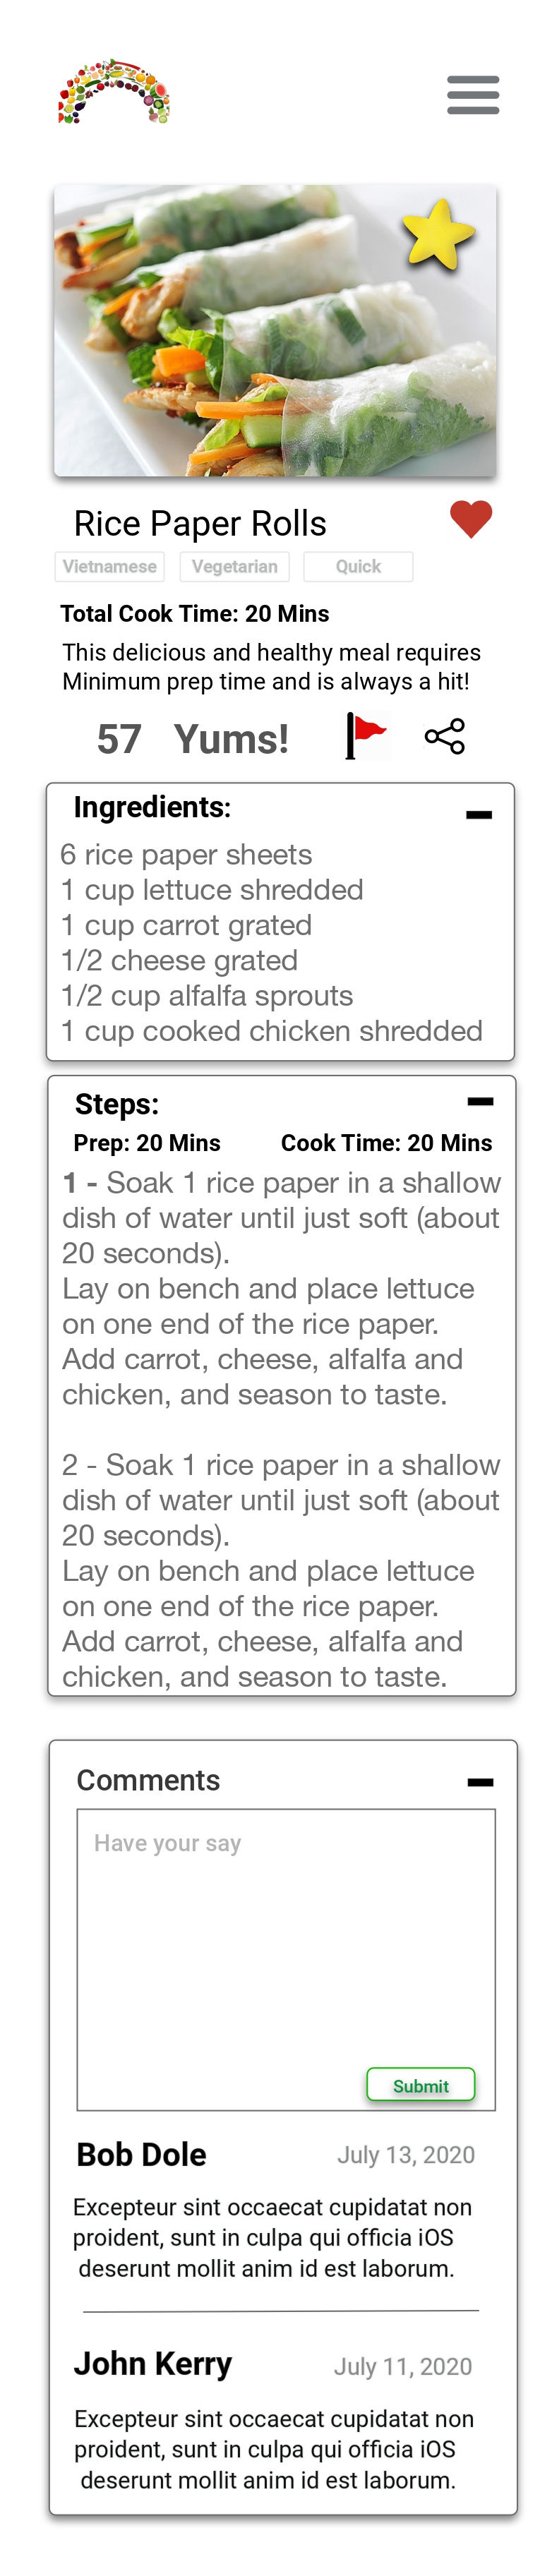 Rice Paper Rolls
Vietnamese Vegetarian Quick
Total Cook Time: 20 Mins
This delicious and healthy meal requires
Minimum prep time and is always a hit!
57 Yums!
Ingredients:
6 rice paper sheets
1 cup lettuce shredded
1 cup carrot grated
1/2 cheese grated
1/2 cup alfalfa sprouts
1 cup cooked chicken shredded
Steps:
Prep: 20 Mins Cook Time: 20 Mins
1 - Soak 1 rice paper in a shallow
dish of water until just soft (about
20 seconds).
Lay on bench and place lettuce
on one end of the rice paper.
Add carrot, cheese, alfalfa and
chicken, and season to taste.
2 - Soak 1 rice paper in a shallow
dish of water until just soft (about
20 seconds).
Lay on bench and place lettuce
on one end of the rice paper.
Add carrot, cheese, alfalfa and
chicken, and season to taste.
Comments
Have your say
Submit
Bob Dole July 13, 2020
Excepteur sint occaecat cupidatat non
proident, sunt in culpa qui officia iOS
deserunt mollit anim id est laborum.
John Kerry July 11, 2020
Excepteur sint occaecat cupidatat non
proident, sunt in culpa qui officia iOS
deserunt mollit anim id est laborum.